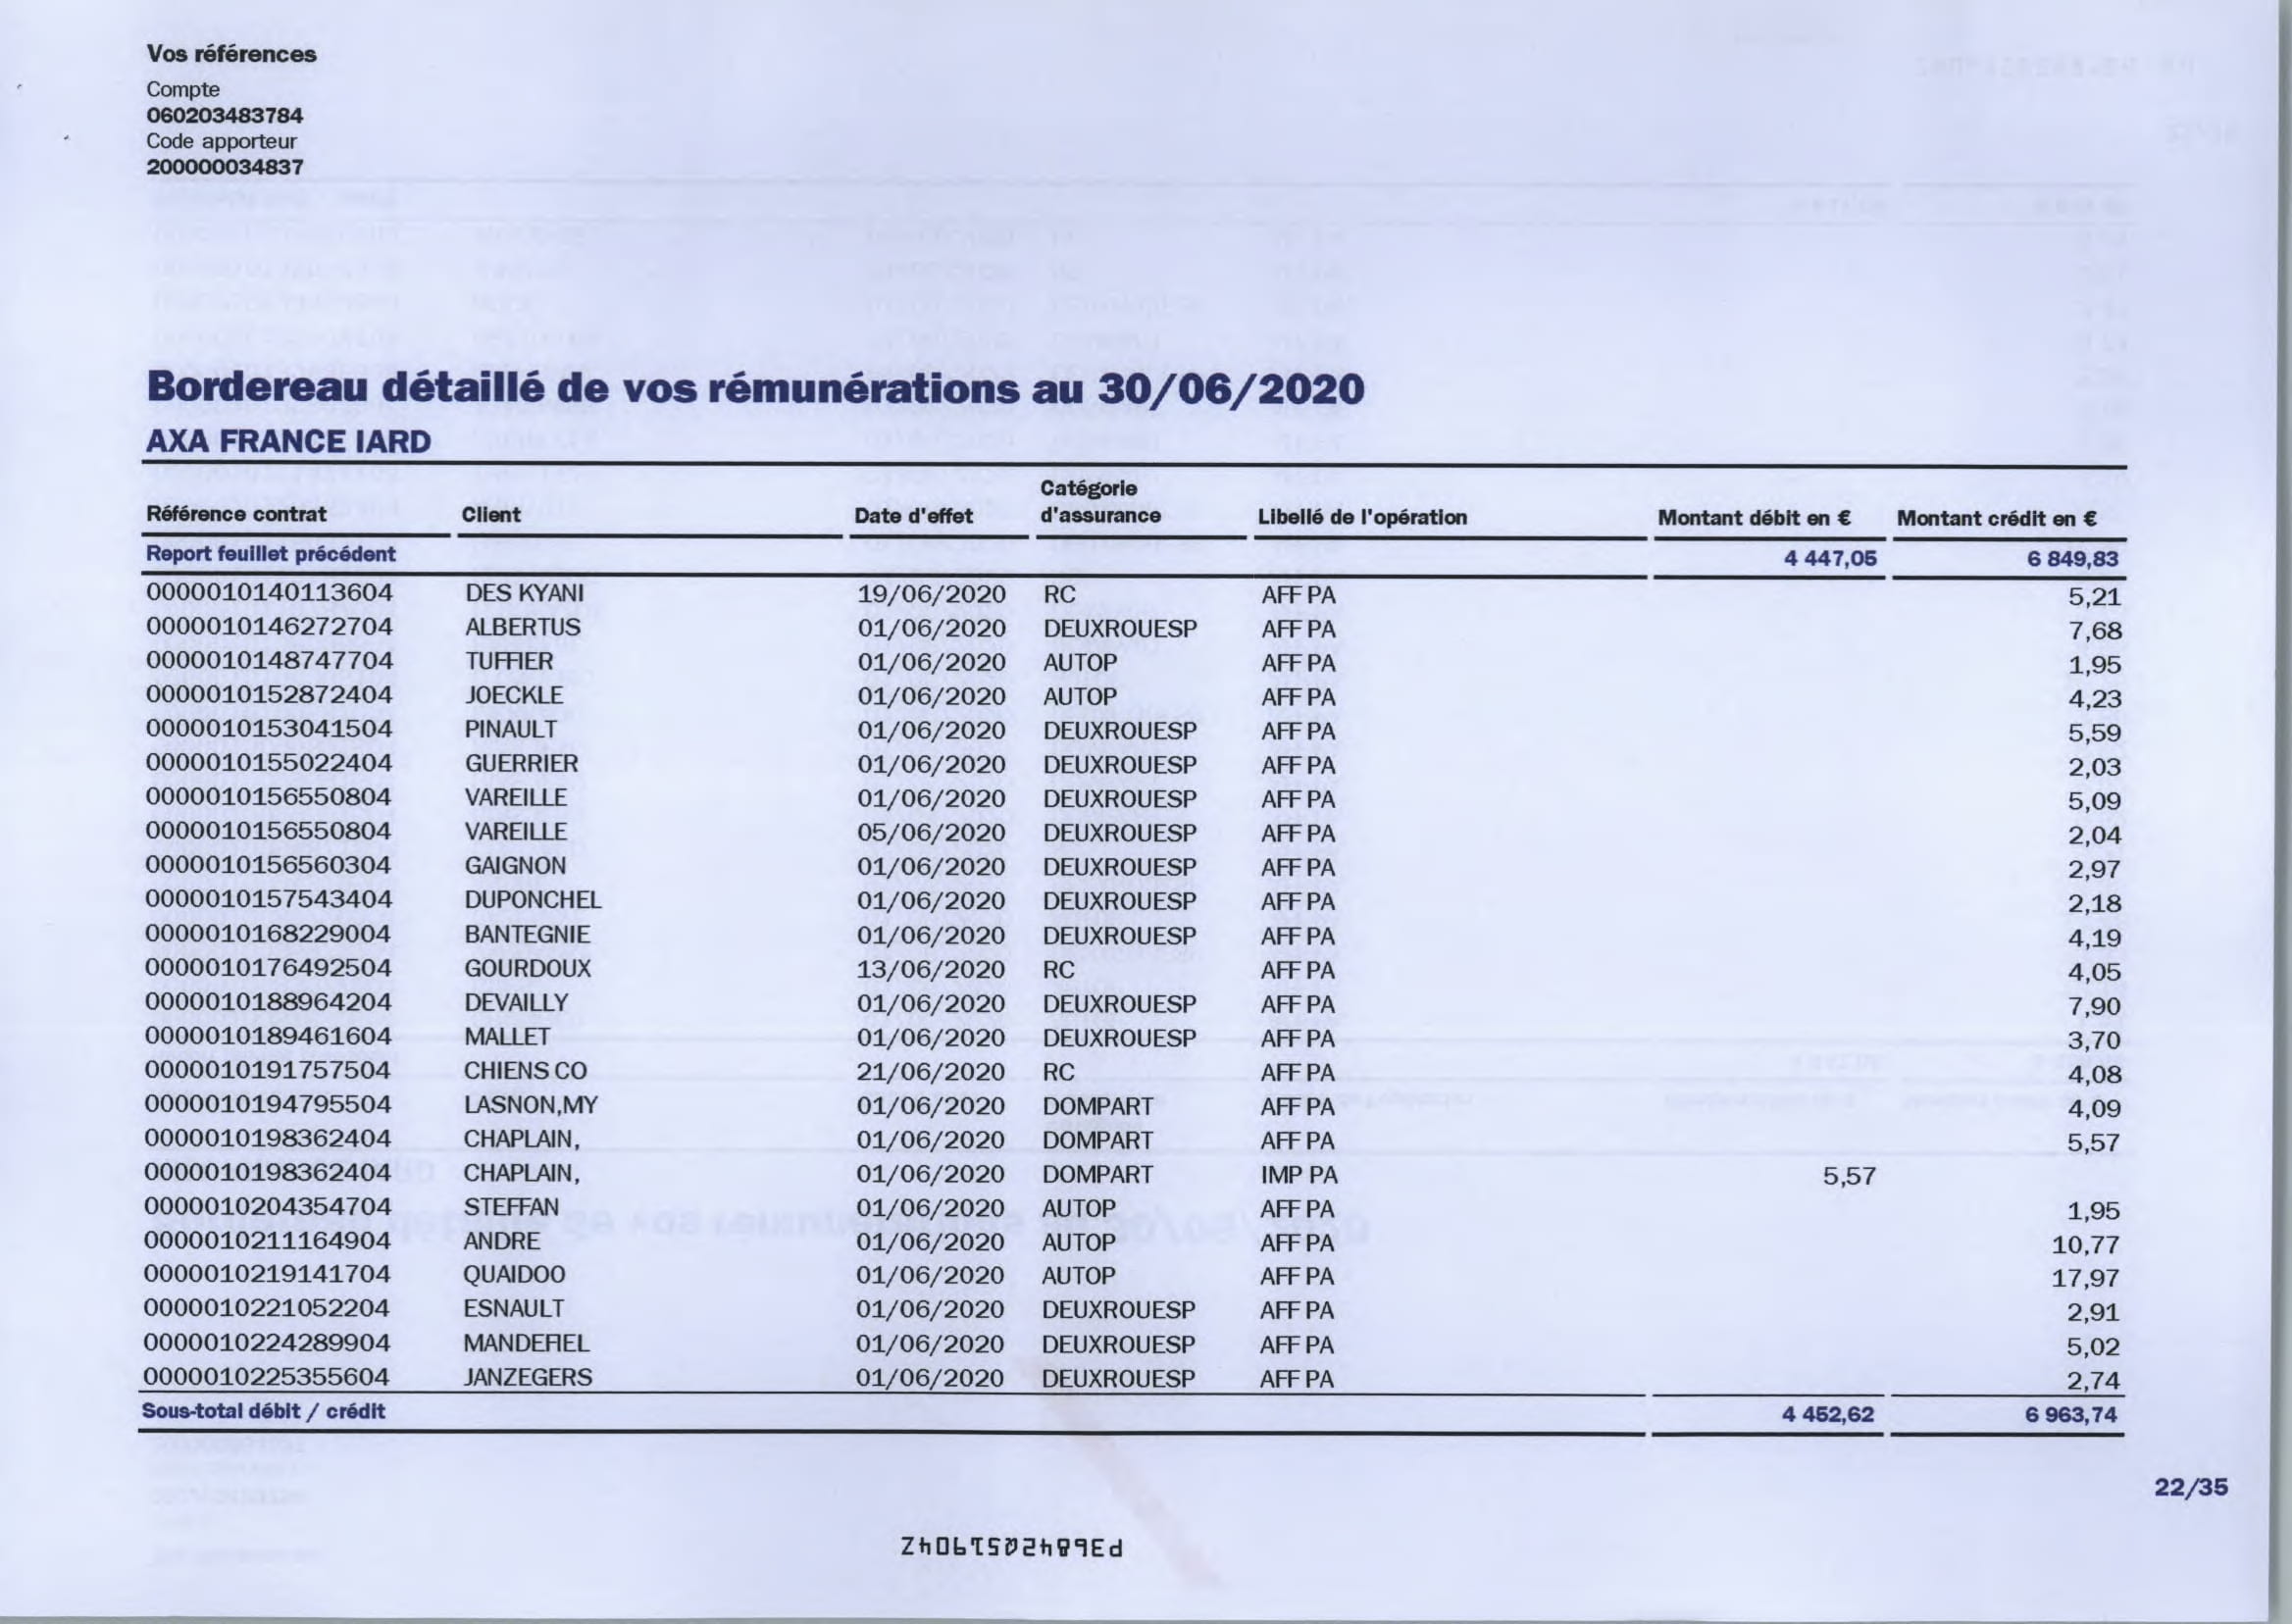 Vos références
Compte
060203483784
Code apporteur
200000034837
Bordereau détaillé de vos rémunérations au 30/06/2020
AXA FRANCE IARD
Référence contrat Client Date d'effet Catégorie d'assurance Libellé de l'opération Montant débit en € Montant crédit en €
Report feuillet précédent 4 447,05 6 849,83
0000010140113604 DES KYANI 19/06/2020 RC AFF PA 5,21
0000010146272704 ALBERTUS 01/06/2020 DEUXROUESP AFF PA 7,68
0000010148747704 TUFFIER 01/06/2020 AUTOP AFF PA 1,95
0000010152872404 JOECKLE 01/06/2020 AUTOP AFF PA 4,23
0000010153041504 PINAULT 01/06/2020 DEUXROUESP AFF PA 5,59
0000010155022404 GUERRIER 01/06/2020 DEUXROUESP AFF PA 2,03
0000010156550804 VAREILLE 01/06/2020 DEUXROUESP AFF PA 5,09
0000010156550804 VAREILLE 05/06/2020 DEUXROUESP AFF PA 2,04
0000010156560304 GAIGNON 01/06/2020 DEUXROUESP AFF PA 2,97
0000010157543404 DUPONCHEL 01/06/2020 DEUXROUESP AFF PA 2,18
0000010168229004 BANTEGNIE 01/06/2020 DEUXROUESP AFF PA 4,19
0000010176492504 GOURDOUX 13/06/2020 RC AFF PA 4,05
0000010188964204 DEVAILLY 01/06/2020 DEUXROUESP AFF PA 7,90
0000010189461604 MALLET 01/06/2020 DEUXROUESP AFF PA 3,70
0000010191757504 CHIENS CO 21/06/2020 RC AFF PA 4,08
0000010194795504 LASNON,MY 01/06/2020 DOMPART AFF PA 4,09
0000010198362404 CHAPLAIN, 01/06/2020 DOMPART AFF PA 5,57
0000010198362404 CHAPLAIN, 01/06/2020 DOMPART IMP PA 5,57
0000010204354704 STEFFAN 01/06/2020 AUTOP AFF PA 1,95
0000010211164904 ANDRE 01/06/2020 AUTOP AFF PA 10,77
0000010219141704 QUAIDOO 01/06/2020 AUTOP AFF PA 17,97
0000010221052204 ESNAULT 01/06/2020 DEUXROUESP AFF PA 2,91
0000010224289904 MANDEFIEL 01/06/2020 DEUXROUESP AFF PA 5,02
0000010225355604 JANZEGERS 01/06/2020 DEUXROUESP AFF PA 2,74
Sous-total débit / crédit 4 452,62 6 963,74
22/35